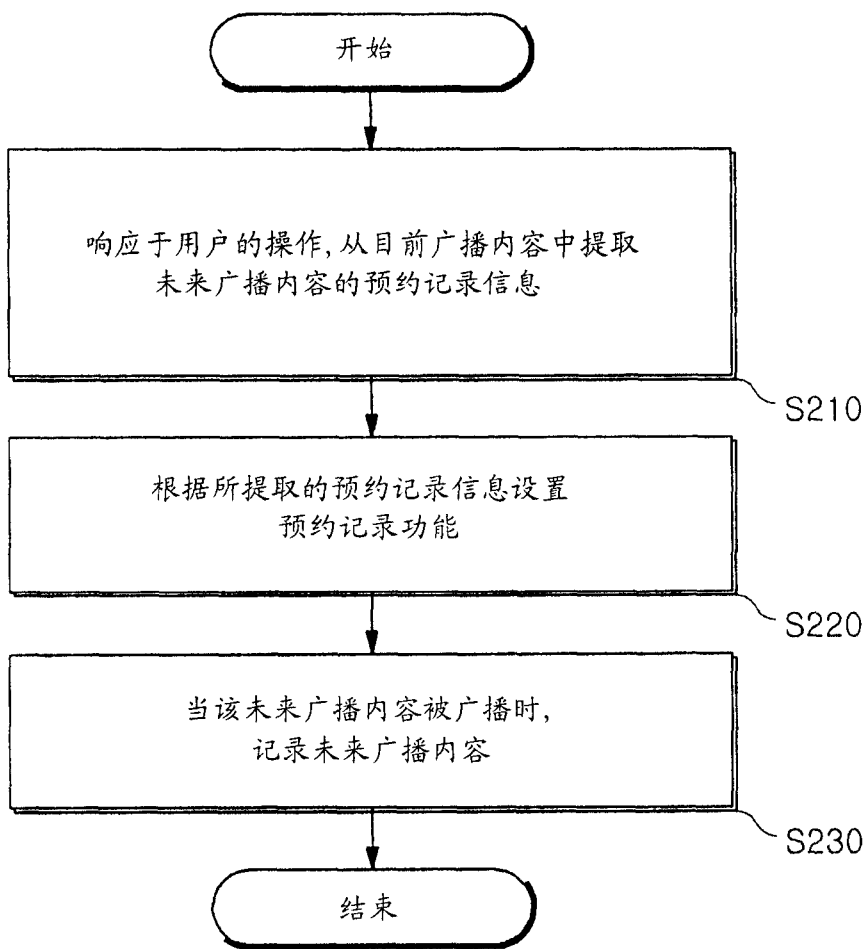 开始
响应于用户的操作,从目前广播内容中提取
未来广播内容的预约记录信息
S210
根据所提取的预约记录信息设置
预约记录功能
S220
当该未来广播内容被广播时,
记录未来广播内容
S230
结束